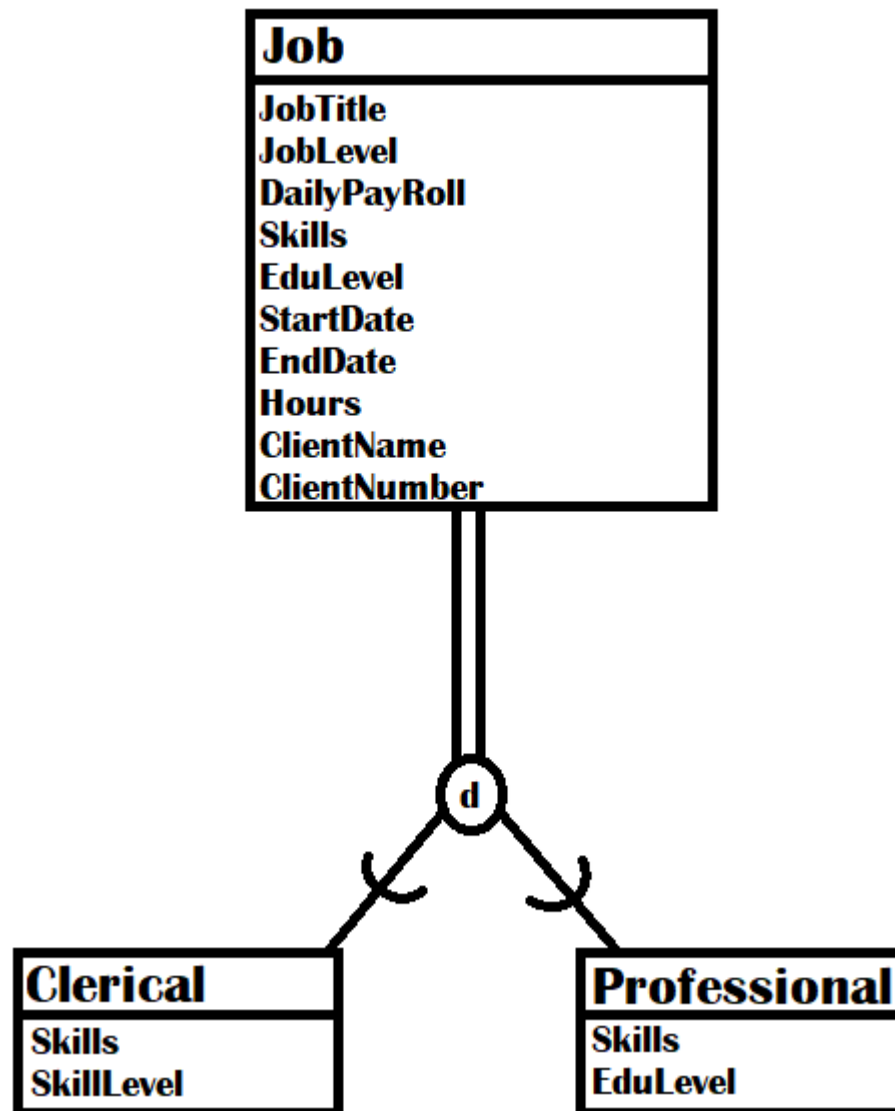 Job
JobTitle
JobLevel
DailyPayRoll
Skills
EduLevel
StartDate
EndDate
Hours
ClientName
ClientNumber
d
Clerical
Skills
SkillLevel
Professional
Skills
EduLevel